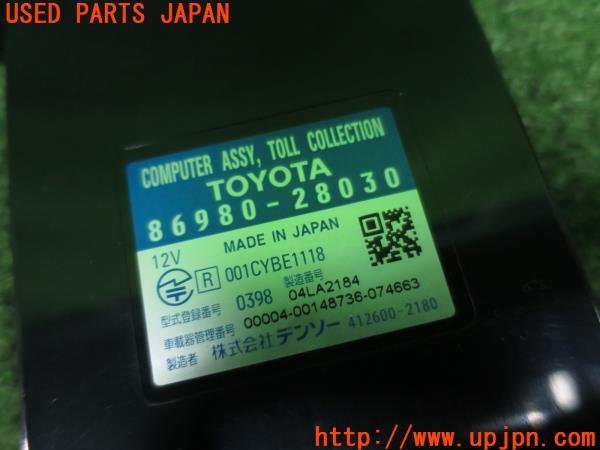 USED PARTS JAPAN
COMPUTER ASSY, TOLL COLLECTION
TOYOTA
86980-28030
12V
MADE IN JAPAN
R 001CYBE1118
型式登録番号 0398 製造番号 04LA2184
車載器管理番号 00004-00148736-074663
製造者 株式会社デンソー 412600-2180
http://www.upjpn.com